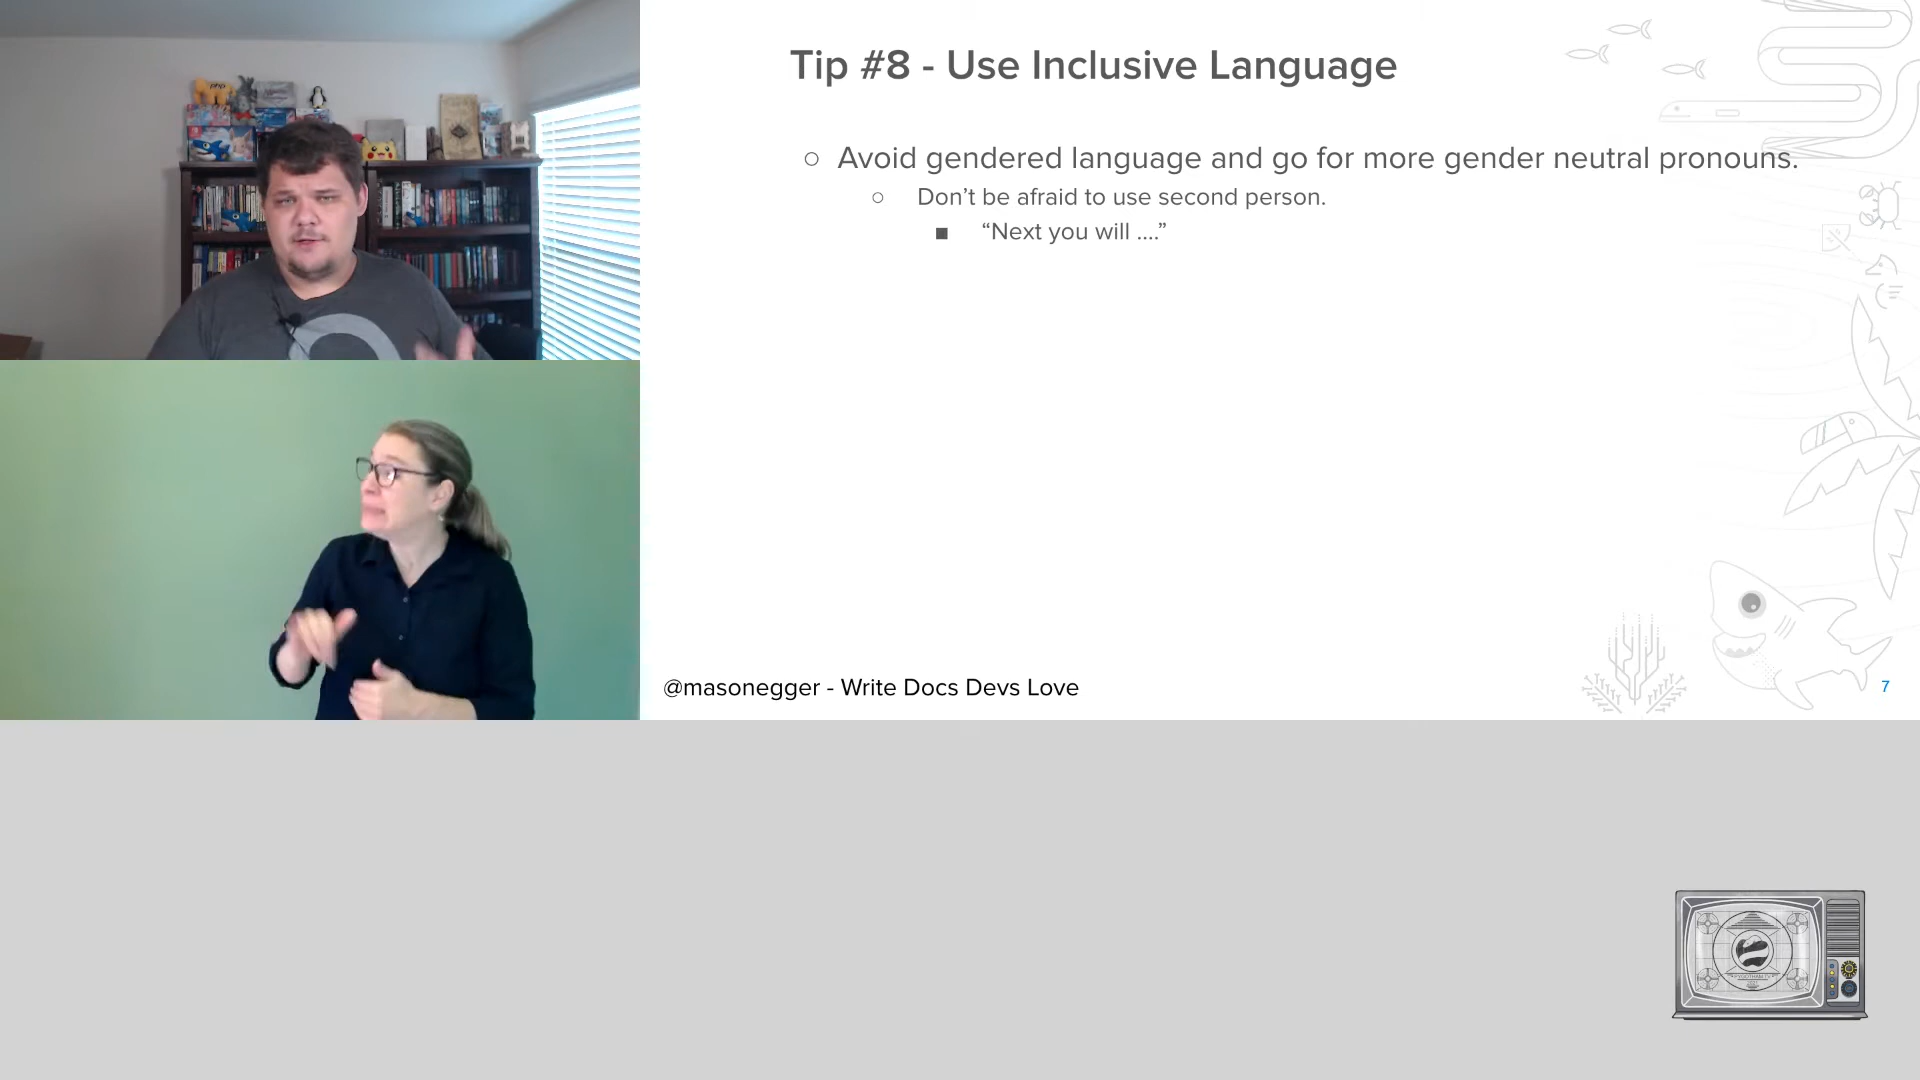 Tip #8 - Use Inclusive Language
○ Avoid gendered language and go for more gender neutral pronouns.
○ Don’t be afraid to use second person.
■ “Next you will ....”
@masonegger - Write Docs Devs Love
7
php